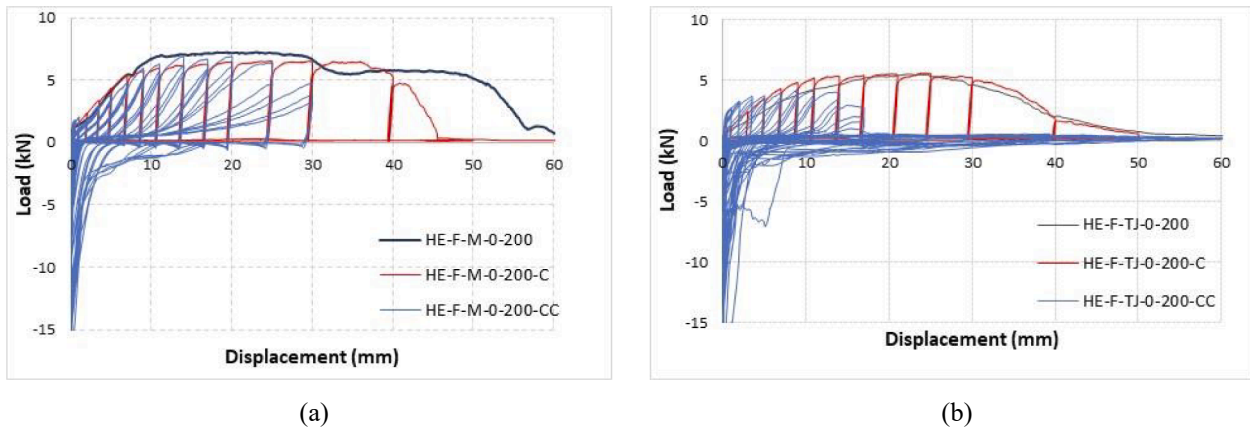 10
5
0
-5
-10
-15
Load (kN)
0 10 20 30 40 50 60
HE-F-M-0-200
HE-F-M-0-200-C
HE-F-M-0-200-CC
Displacement (mm)
(a)
10
5
0
-5
-10
-15
Load (kN)
0 10 20 30 40 50 60
HE-F-TJ-0-200
HE-F-TJ-0-200-C
HE-F-TJ-0-200-CC
Displacement (mm)
(b)